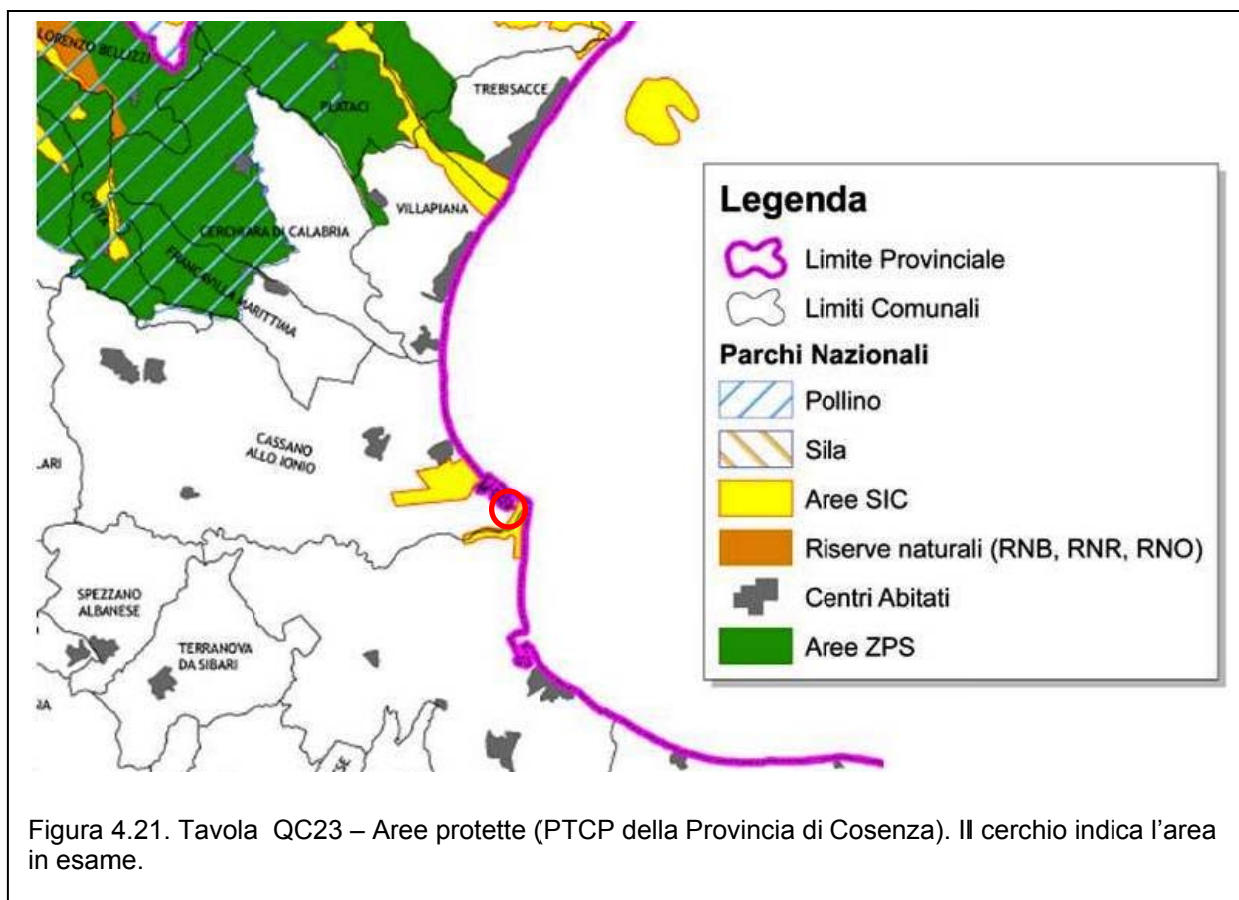 LORENZO BELLIZZI
PLATACI
TREBISACCE
CIVITA
VILLAPIANA
CERCHIARA DI CALABRIA
FRANCAVILLA MARITTIMA
CASSANO
ALLO IONIO
.ARI
SPEZZANO
ALBANESE
TERRANOVA
DA SIBARI
Legenda
Limite Provinciale
Limiti Comunali
Parchi Nazionali
Pollino
Sila
Aree SIC
Riserve naturali (RNB, RNR, RNO)
Centri Abitati
Aree ZPS
Figura 4.21. Tavola QC23 – Aree protette (PTCP della Provincia di Cosenza). Il cerchio indica l'area
in esame.